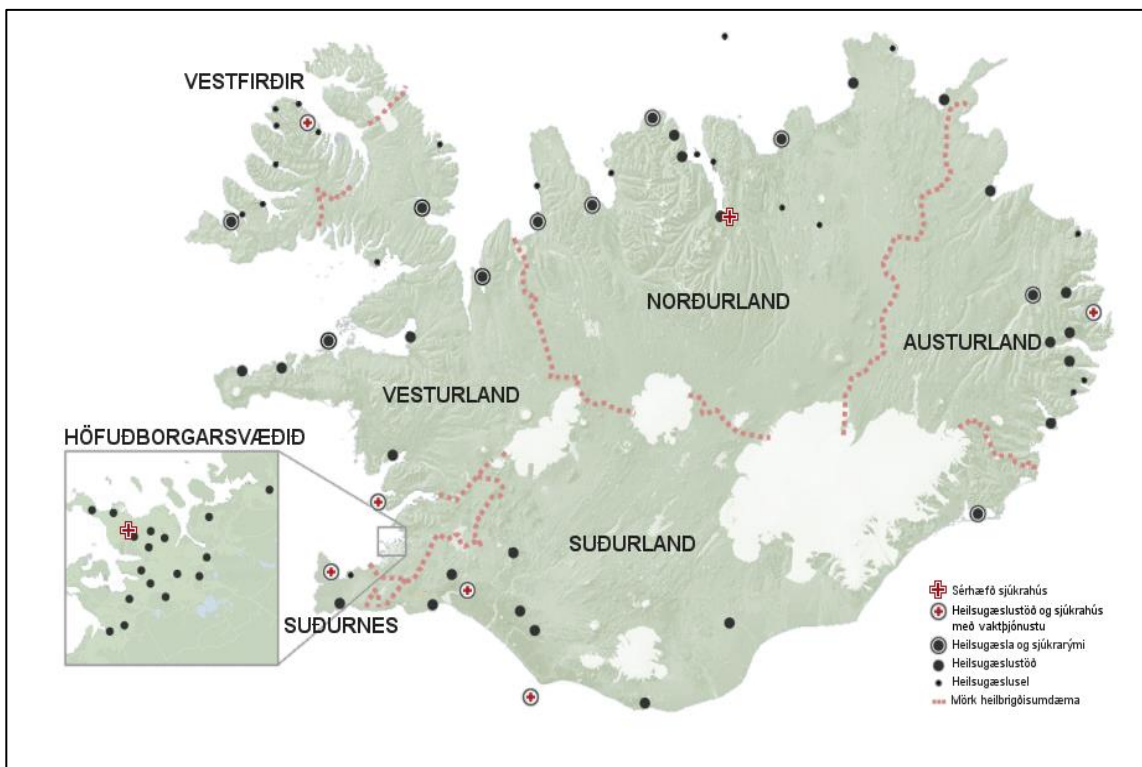 VESTFIRÐIR
NORÐURLAND
AUSTURLAND
VESTURLAND
HÖFUÐBORGARSVÆÐIÐ
SUÐURLAND
SUÐURNES
Sérhæfð sjúkrahús
Heilsugæslustöð og sjúkrahús
með vaktþjónustu
Heilsugæsla og sjúkrarými
Heilsugæslustöð
Heilsugæslusel
Mörk heilbrigðisumdæma